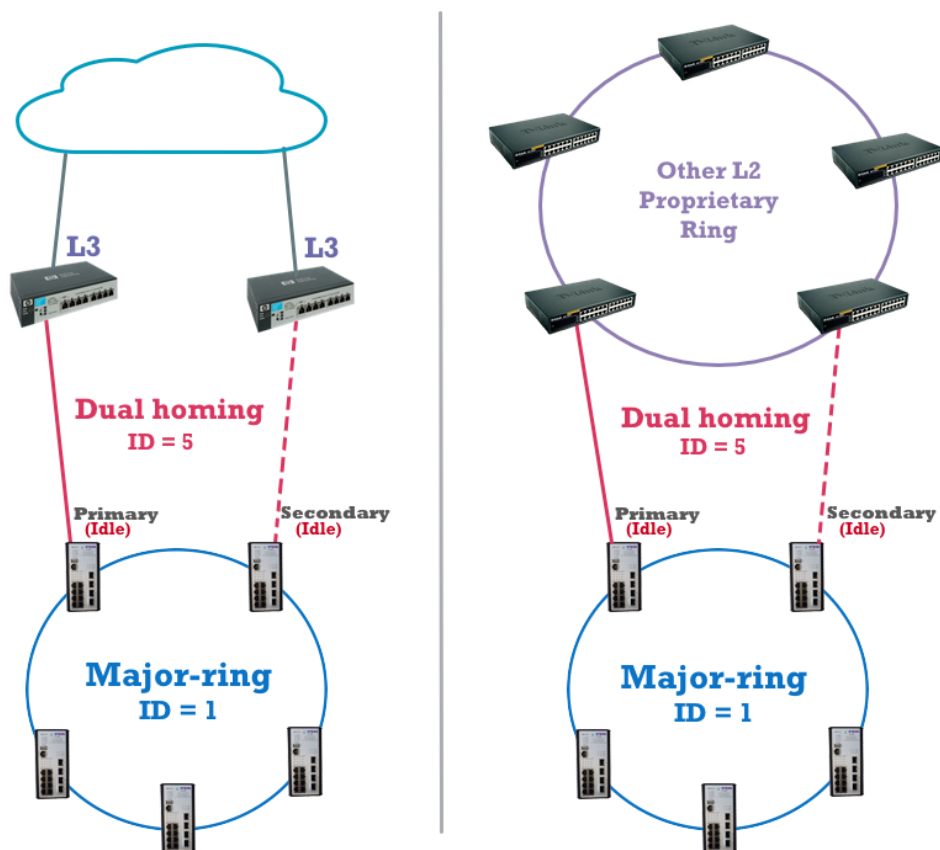 L3
L3
Dual homing
ID = 5
Primary
(Idle)
Secondary
(Idle)
Major-ring
ID = 1
Other L2
Proprietary
Ring
Dual homing
ID = 5
Primary
(Idle)
Secondary
(Idle)
Major-ring
ID = 1